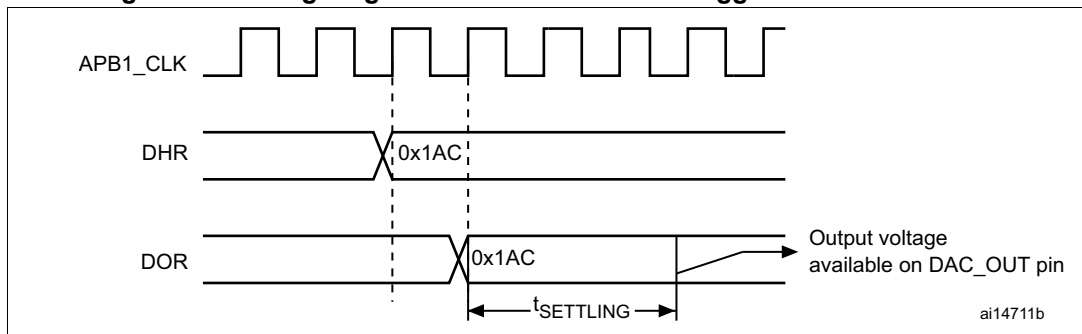 APB1_CLK
DHR
0x1AC
DOR
0x1AC
Output voltage
available on DAC_OUT pin
tSETTLING
ai14711b